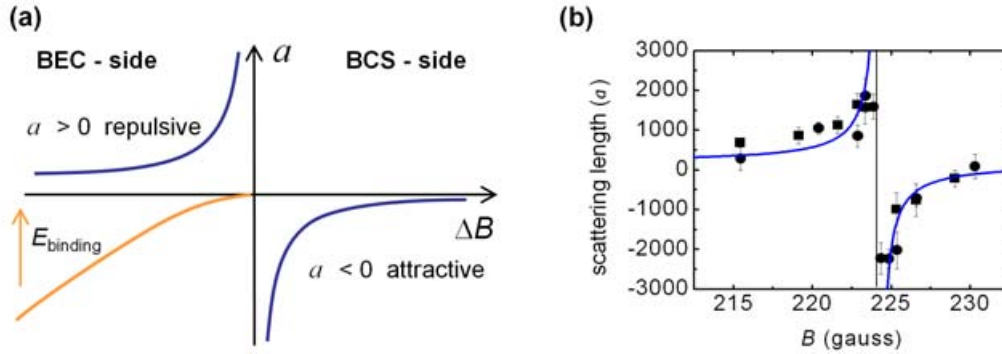 (a)
BEC - side
a
BCS - side
a > 0 repulsive
ΔB
E binding
a < 0 attractive
(b)
3000
2000
1000
0
-1000
-2000
-3000
scattering length (a)
215 220 225 230
B (gauss)